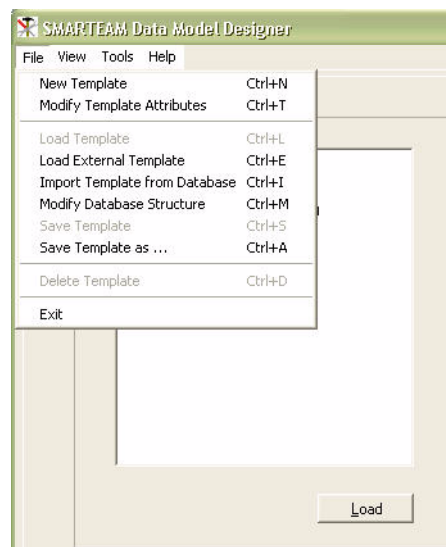 SMARTEAM Data Model Designer
File View Tools Help
New Template Ctrl+N
Modify Template Attributes Ctrl+T
Load Template Ctrl+L
Load External Template Ctrl+E
Import Template from Database Ctrl+I
Modify Database Structure Ctrl+M
Save Template Ctrl+S
Save Template as ... Ctrl+A
Delete Template Ctrl+D
Exit
Load